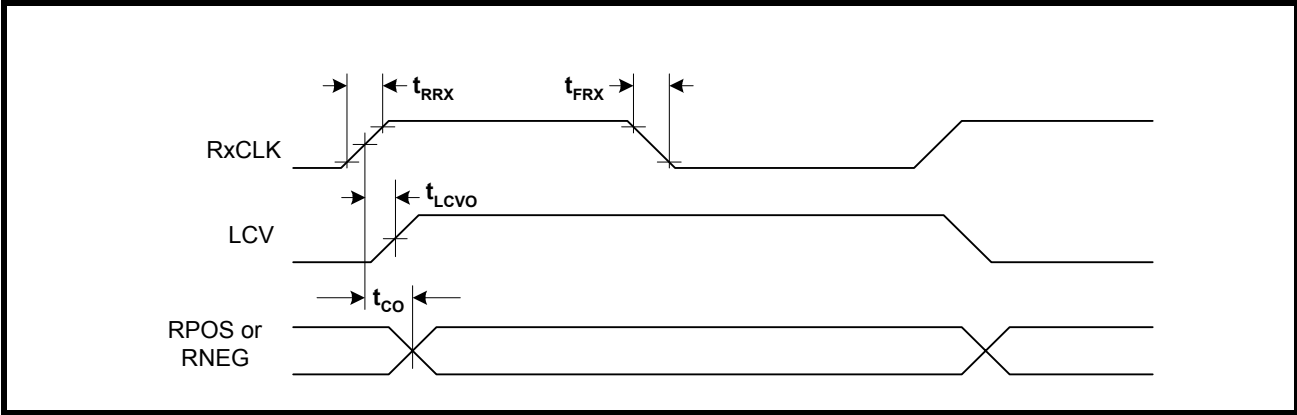 tRRX
tFRX
RxCLK
tLCVO
LCV
tCO
RPOS or
RNEG